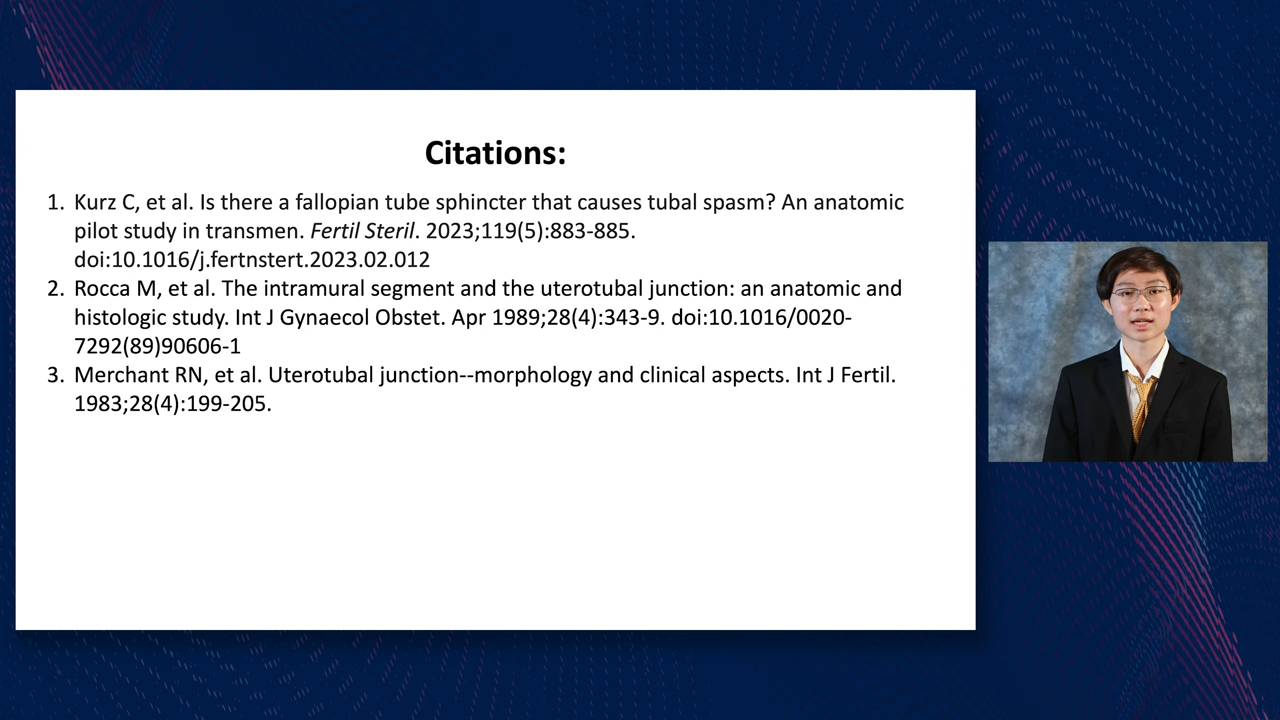 Citations:
1. Kurz C, et al. Is there a fallopian tube sphincter that causes tubal spasm? An anatomic
pilot study in transmen. Fertil Steril. 2023;119(5):883-885.
doi:10.1016/j.fertnstert.2023.02.012
2. Rocca M, et al. The intramural segment and the uterotubal junction: an anatomic and
histologic study. Int J Gynaecol Obstet. Apr 1989;28(4):343-9. doi:10.1016/0020-
7292(89)90606-1
3. Merchant RN, et al. Uterotubal junction--morphology and clinical aspects. Int J Fertil.
1983;28(4):199-205.